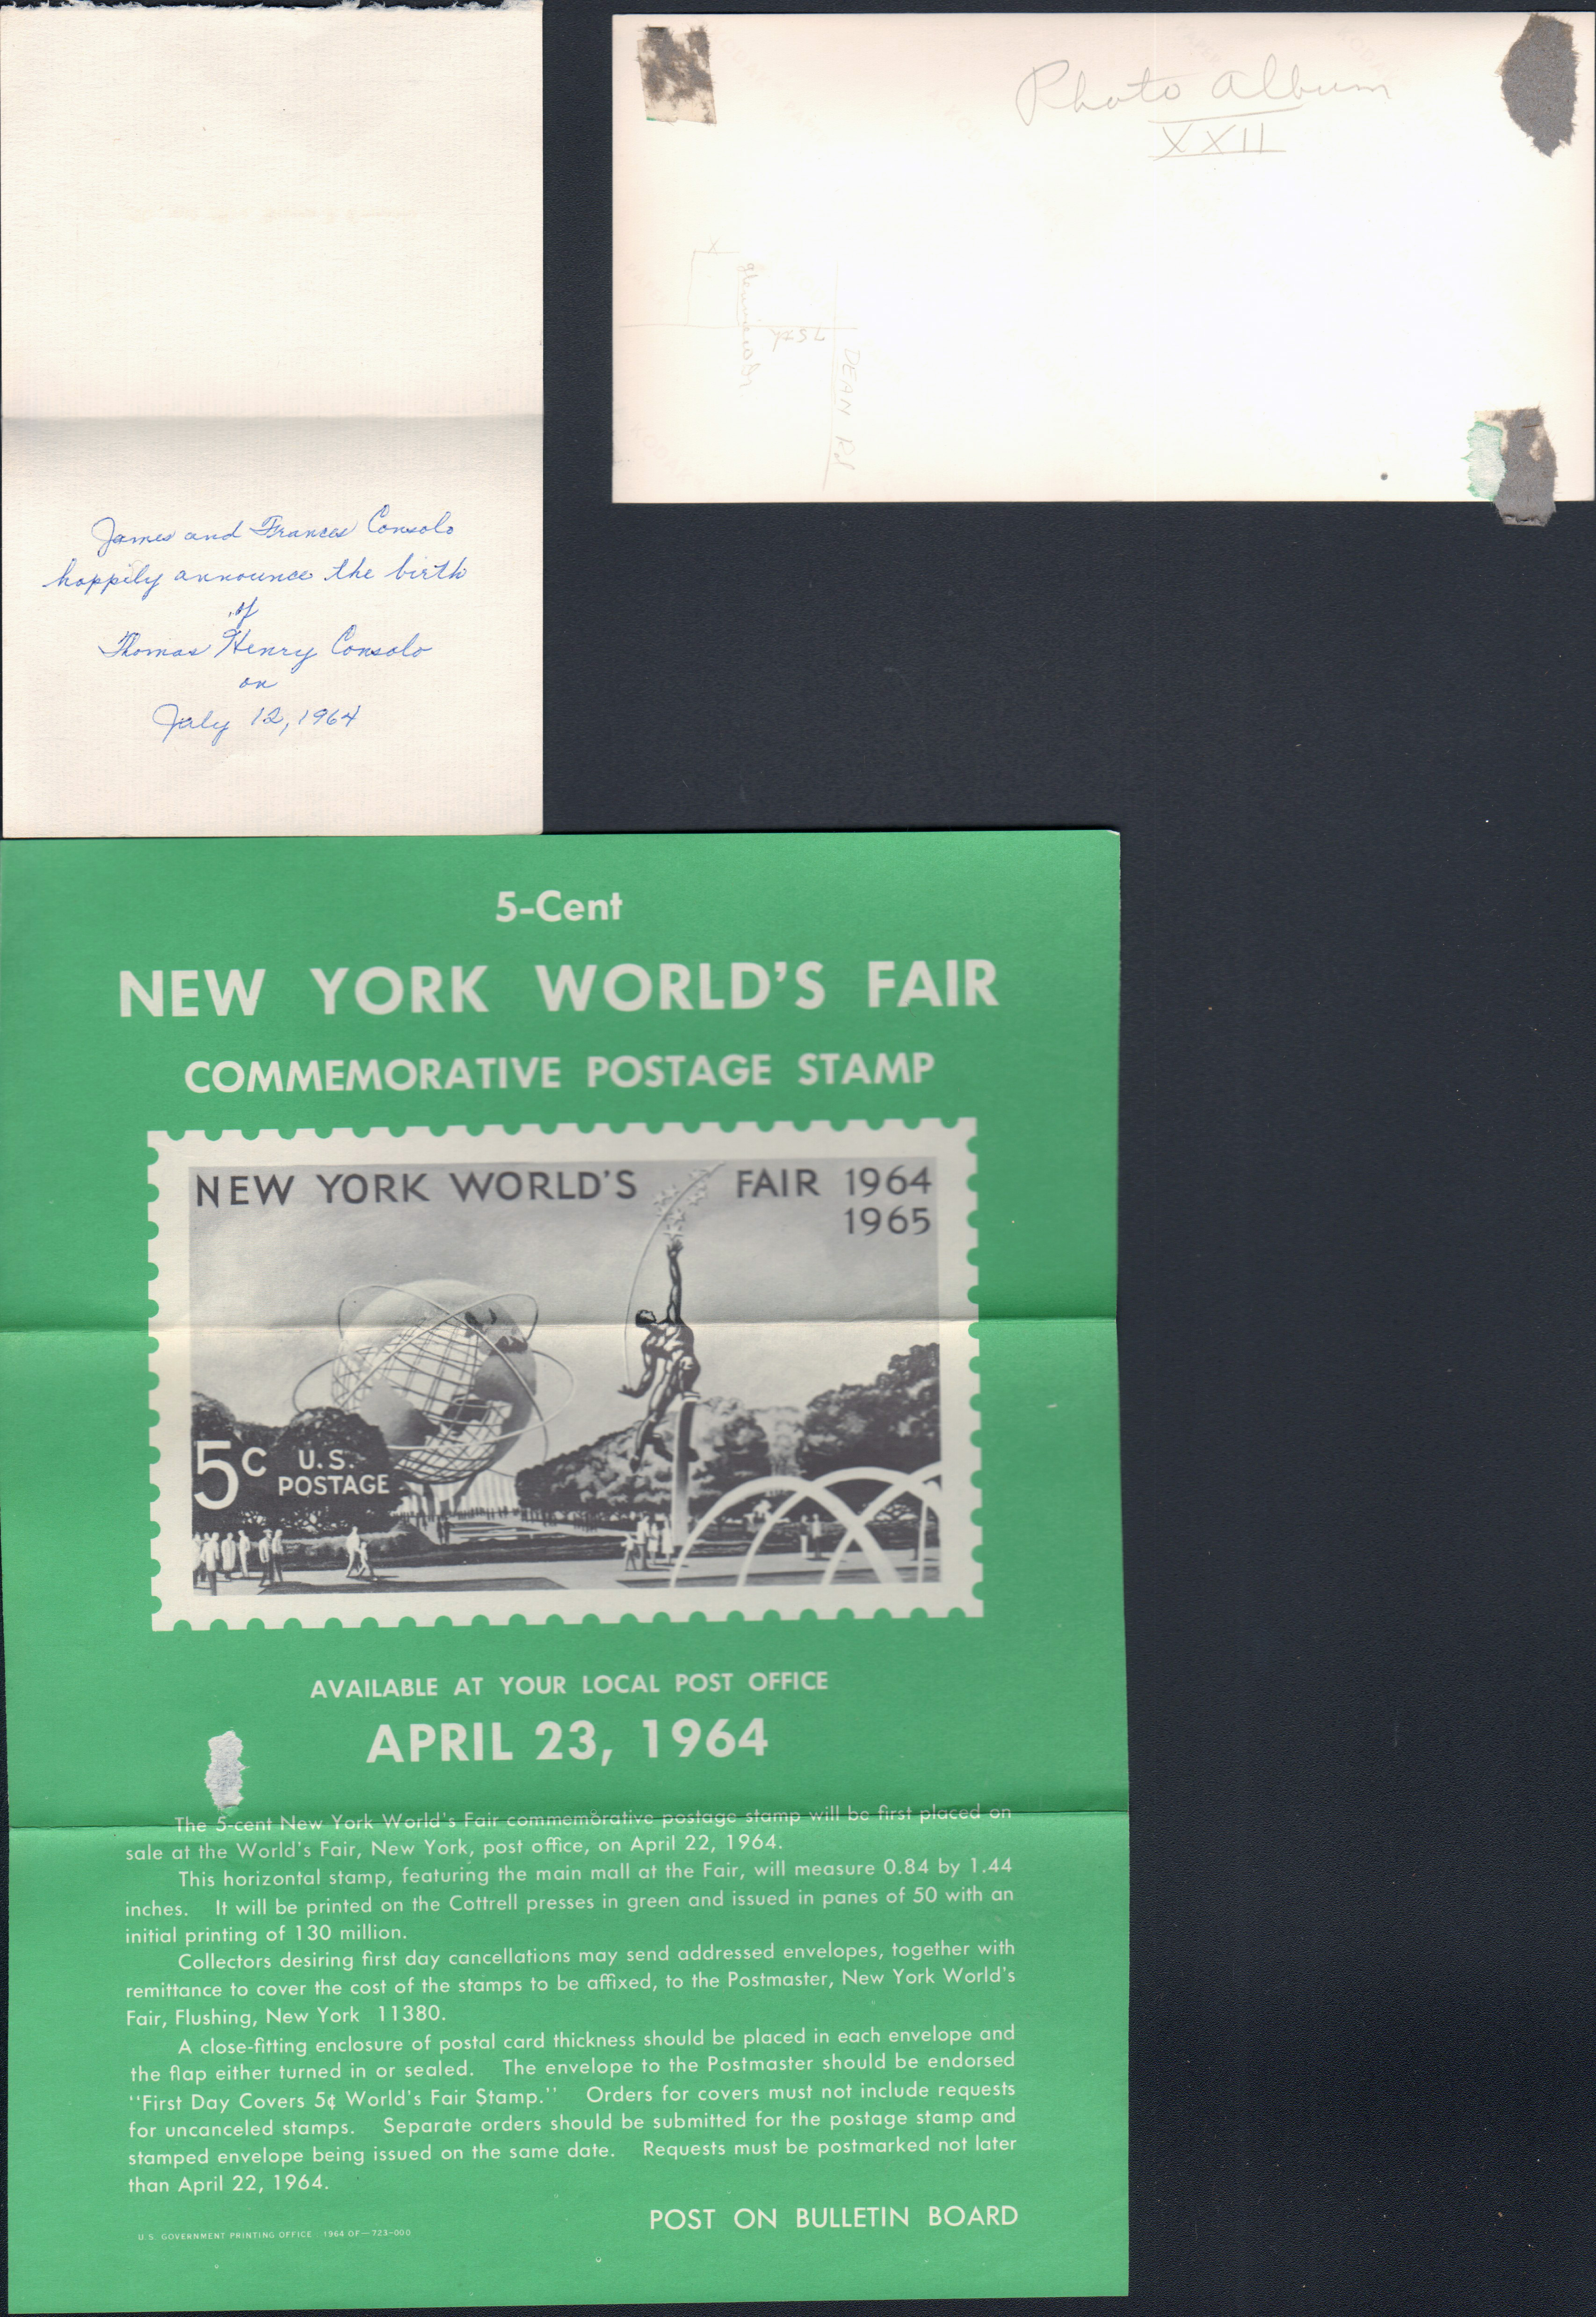 James and Frances Consolo
happily announce the birth
of
Thomas Henry Consolo
on
July 12, 1964
Photo Album
XXII
75th
DEAN Rd
KODAK
5-Cent
NEW YORK WORLD'S FAIR
COMMEMORATIVE POSTAGE STAMP
NEW YORK WORLD'S FAIR 1964
1965
5c U.S.
POSTAGE
AVAILABLE AT YOUR LOCAL POST OFFICE
APRIL 23, 1964
The 5-cent New York World's Fair commemorative postage stamp will be first placed on
sale at the World's Fair, New York, post office, on April 22, 1964.
This horizontal stamp, featuring the main mall at the Fair, will measure 0.84 by 1.44
inches. It will be printed on the Cottrell presses in green and issued in panes of 50 with an
initial printing of 130 million.
Collectors desiring first day cancellations may send addressed envelopes, together with
remittance to cover the cost of the stamps to be affixed, to the Postmaster, New York World's
Fair, Flushing, New York 11380.
A close-fitting enclosure of postal card thickness should be placed in each envelope and
the flap either turned in or sealed. The envelope to the Postmaster should be endorsed
''First Day Covers 5¢ World's Fair Stamp.'' Orders for covers must not include requests
for uncanceled stamps. Separate orders should be submitted for the postage stamp and
stamped envelope being issued on the same date. Requests must be postmarked not later
than April 22, 1964.
POST ON BULLETIN BOARD
U.S. GOVERNMENT PRINTING OFFICE : 1964 OF—723-000